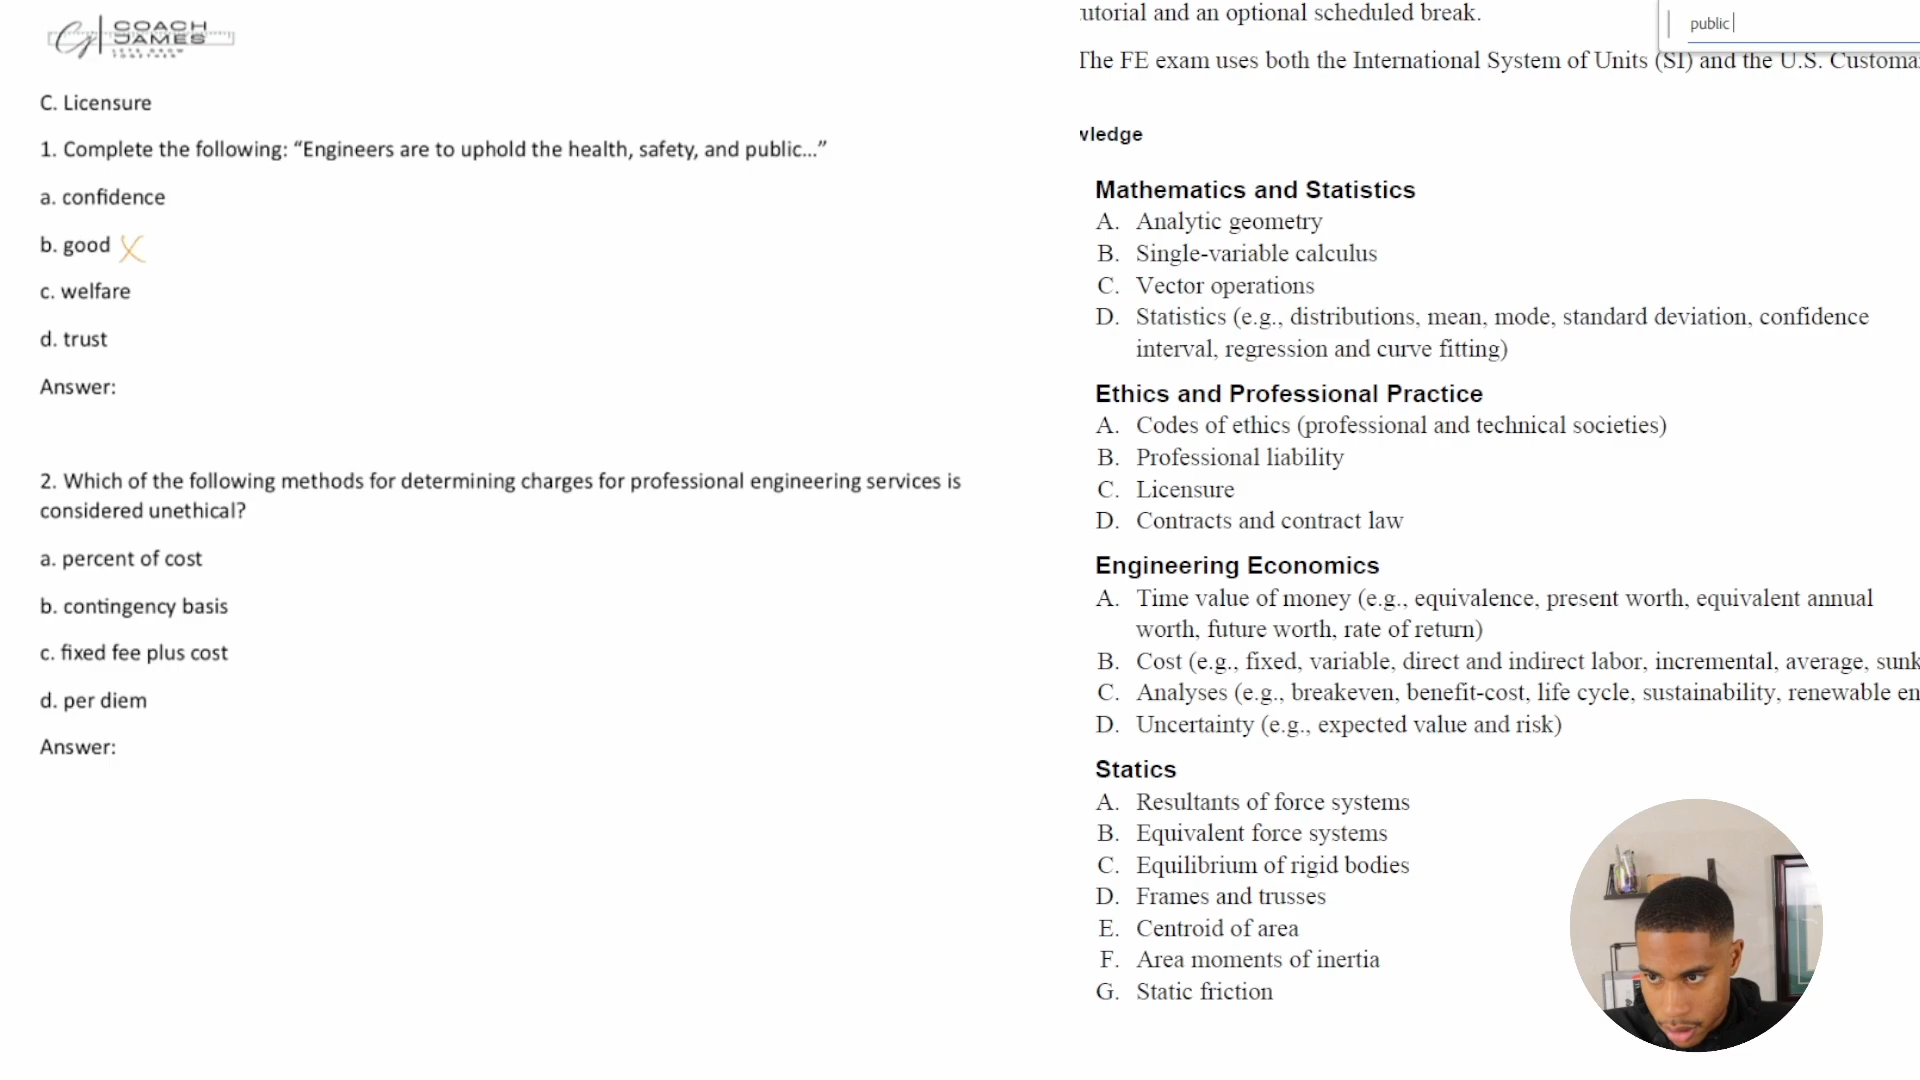 COACH
JAMES
LET'S GROW
TOGETHER
C. Licensure
1. Complete the following: “Engineers are to uphold the health, safety, and public...”
a. confidence
b. good X
c. welfare
d. trust
Answer:
2. Which of the following methods for determining charges for professional engineering services is
considered unethical?
a. percent of cost
b. contingency basis
c. fixed fee plus cost
d. per diem
Answer:
utorial and an optional scheduled break.
public
The FE exam uses both the International System of Units (SI) and the U.S. Customa
wledge
Mathematics and Statistics
A. Analytic geometry
B. Single-variable calculus
C. Vector operations
D. Statistics (e.g., distributions, mean, mode, standard deviation, confidence
interval, regression and curve fitting)
Ethics and Professional Practice
A. Codes of ethics (professional and technical societies)
B. Professional liability
C. Licensure
D. Contracts and contract law
Engineering Economics
A. Time value of money (e.g., equivalence, present worth, equivalent annual
worth, future worth, rate of return)
B. Cost (e.g., fixed, variable, direct and indirect labor, incremental, average, sunk
C. Analyses (e.g., breakeven, benefit-cost, life cycle, sustainability, renewable en
D. Uncertainty (e.g., expected value and risk)
Statics
A. Resultants of force systems
B. Equivalent force systems
C. Equilibrium of rigid bodies
D. Frames and trusses
E. Centroid of area
F. Area moments of inertia
G. Static friction